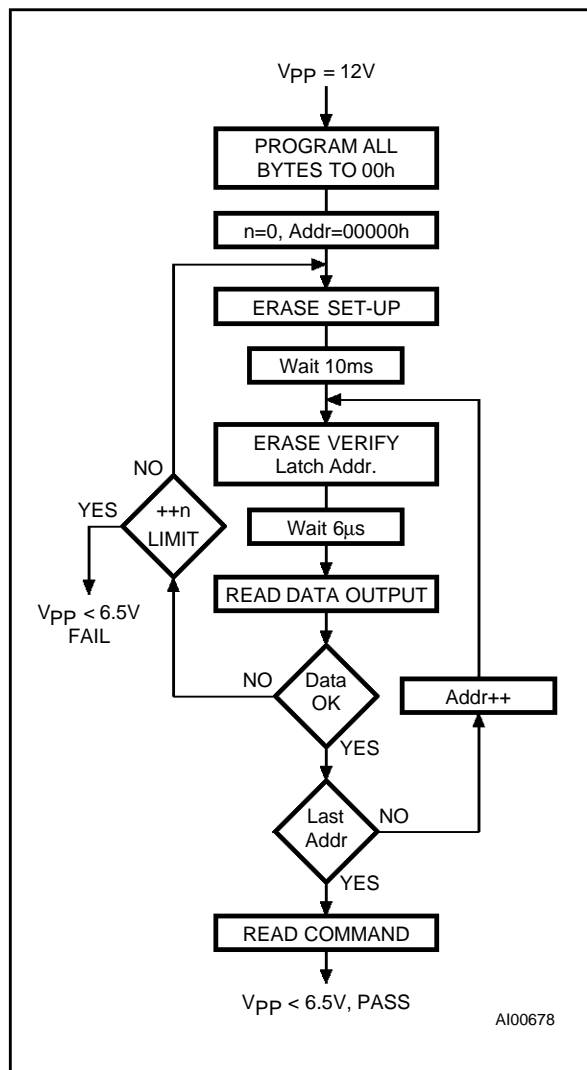 VPP = 12V
PROGRAM ALL
BYTES TO 00h
n=0, Addr=00000h
ERASE SET-UP
Wait 10ms
ERASE VERIFY
Latch Addr.
NO
YES
++n
LIMIT
Wait 6µs
VPP < 6.5V
FAIL
READ DATA OUTPUT
NO
Data
OK
YES
Addr++
Last
Addr
NO
YES
READ COMMAND
VPP < 6.5V, PASS
AI00678